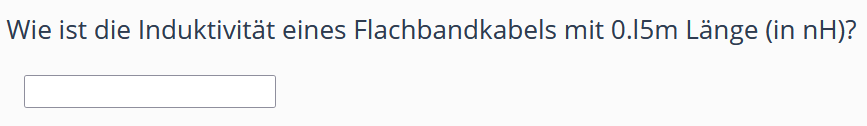 Wie ist die Induktivität eines Flachbandkabels mit 0.l5m Länge (in nH)?